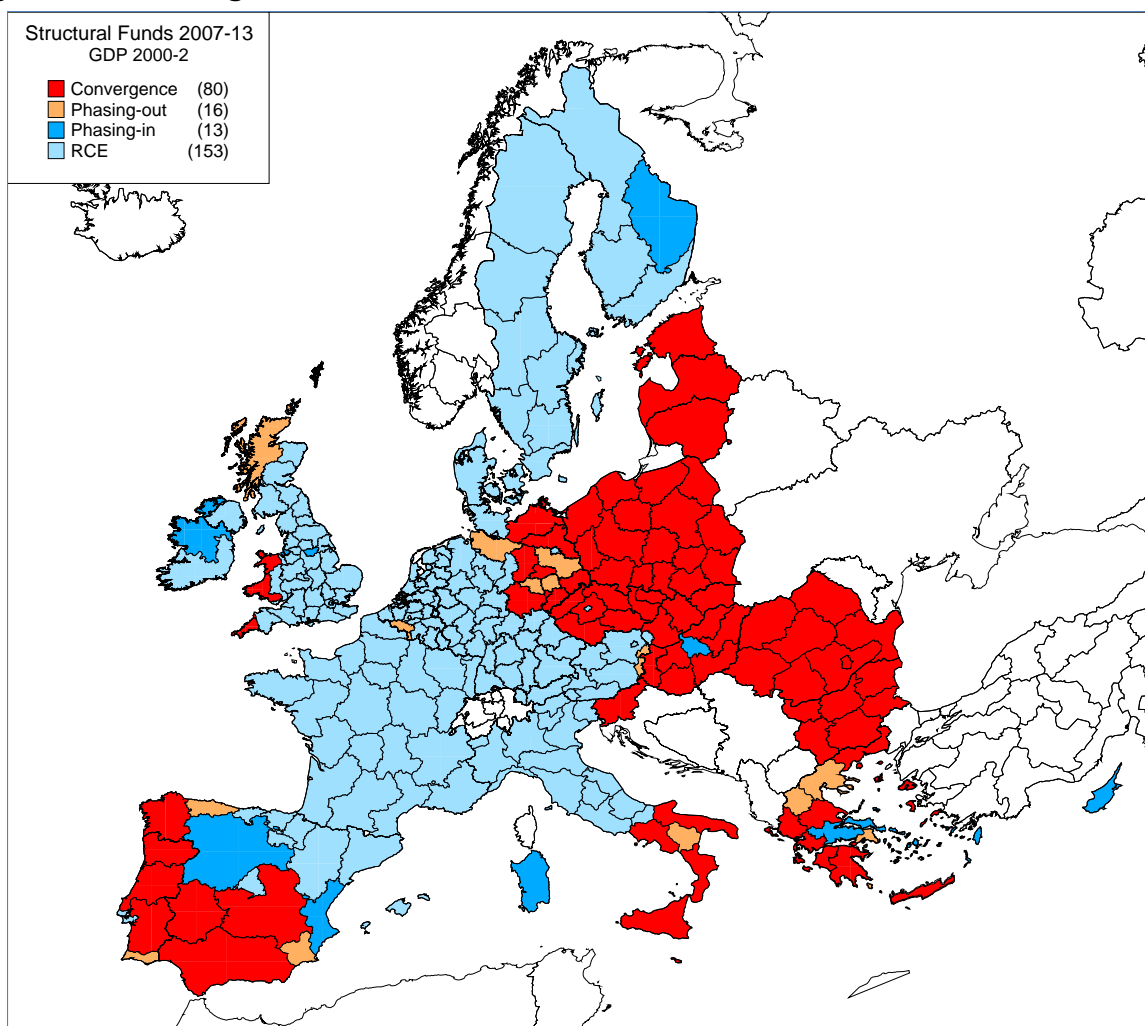 Structural Funds 2007-13
GDP 2000-2
Convergence (80)
Phasing-out (16)
Phasing-in (13)
RCE (153)